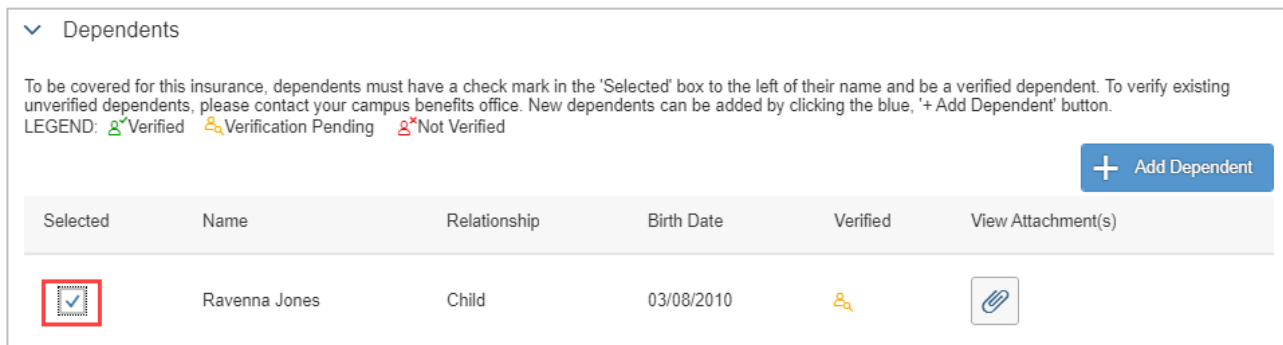 Dependents
To be covered for this insurance, dependents must have a check mark in the 'Selected' box to the left of their name and be a verified dependent. To verify existing
unverified dependents, please contact your campus benefits office. New dependents can be added by clicking the blue, '+ Add Dependent' button.
LEGEND: Verified Verification Pending Not Verified
+ Add Dependent
Selected Name Relationship Birth Date Verified View Attachment(s)
Ravenna Jones Child 03/08/2010